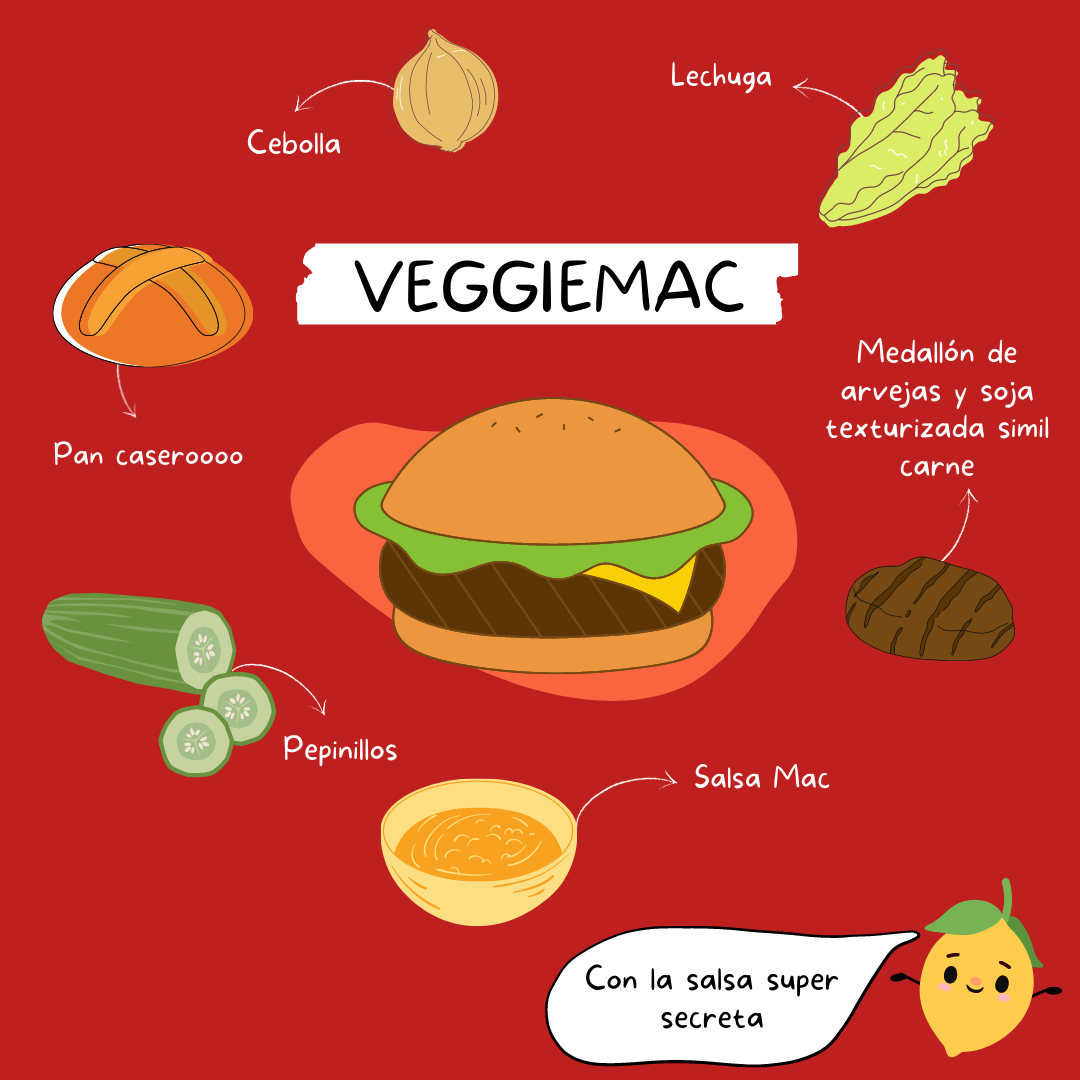 Lechuga
Cebolla
VEGGIEMAC
Medallón de
arvejas y soja
texturizada simil
carne
Pan caseroooo
Pepinillos
Salsa Mac
Con la salsa super
secreta